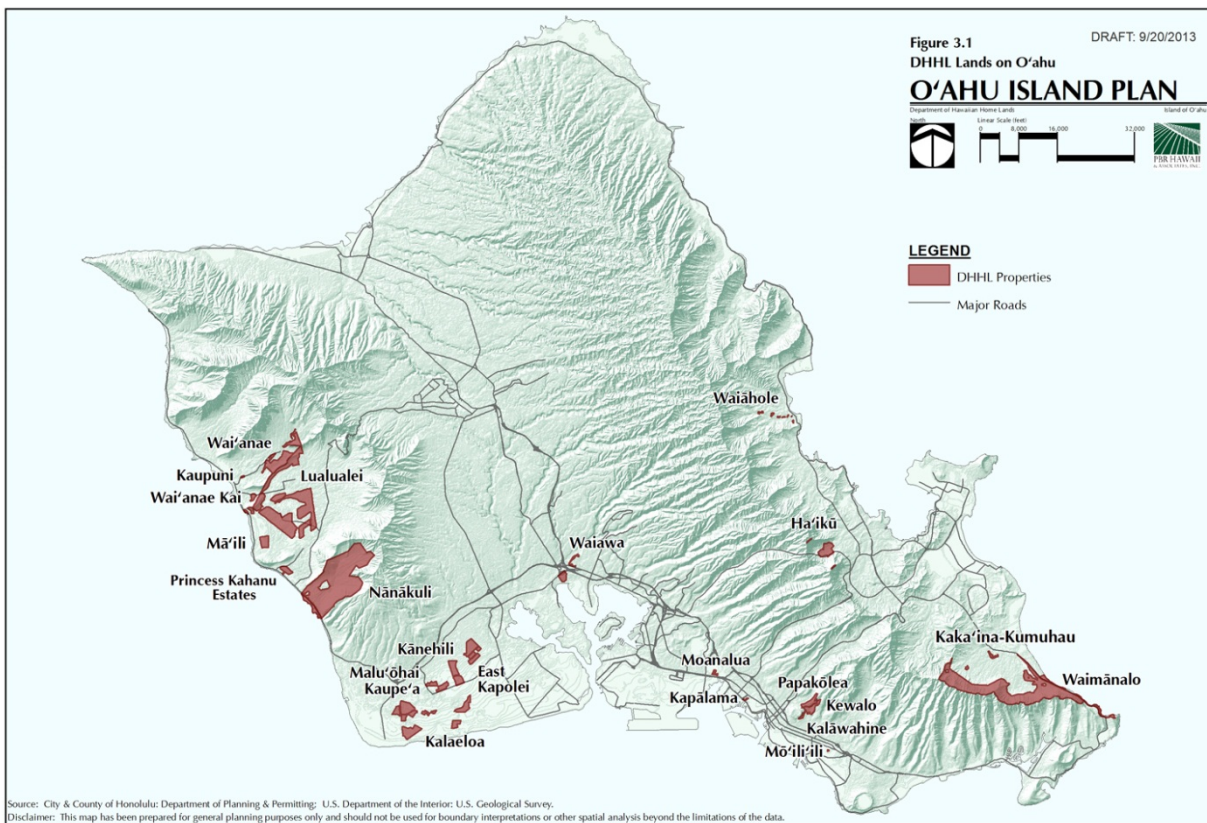 Figure 3.1
DRAFT: 9/20/2013
DHHL Lands on Oʻahu
OʻAHU ISLAND PLAN
Department of Hawaiian Home Lands
Island of Oʻahu
North
Linear Scale (feet)
0 8,000 16,000 32,000
PBR HAWAII
LEGEND
DHHL Properties
Major Roads
Waiāhole
Waiʻanae
Kaupuni
Lualualei
Waiʻanae Kai
Māʻili
Princess Kahanu
Estates
Nānākuli
Waiawa
Haʻikū
Kānehili
Maluʻōhai
Kaupeʻa
East
Kapolei
Kalaeloa
Moanalua
Kapālama
Papakōlea
Kewalo
Kalāwahine
Mōʻiliʻili
Kakaʻina-Kumuhau
Waimānalo
Source: City & County of Honolulu: Department of Planning & Permitting; U.S. Department of the Interior: U.S. Geological Survey.
Disclaimer: This map has been prepared for general planning purposes only and should not be used for boundary interpretations or other spatial analysis beyond the limitations of the data.